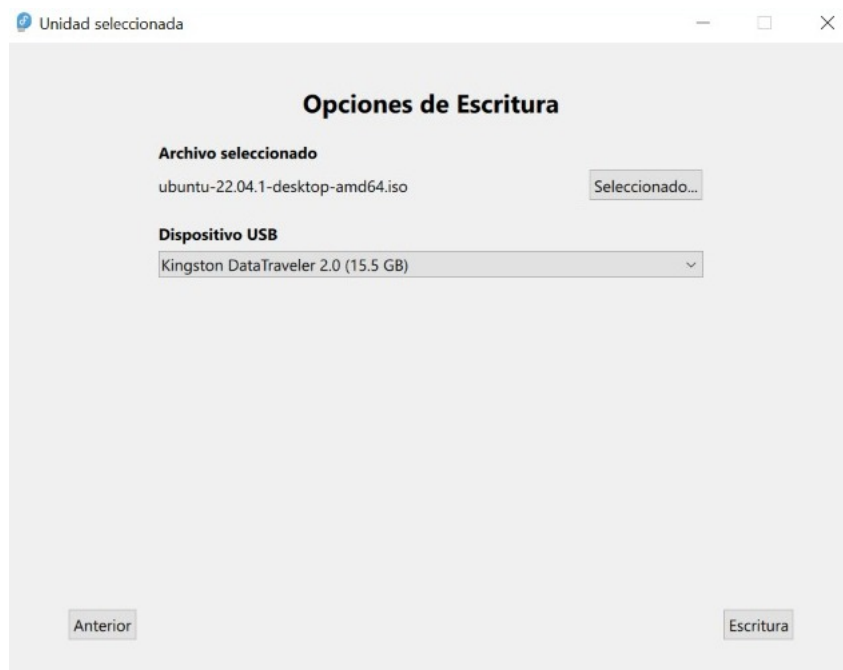 Unidad seleccionada
Opciones de Escritura
Archivo seleccionado
ubuntu-22.04.1-desktop-amd64.iso
Seleccionado...
Dispositivo USB
Kingston DataTraveler 2.0 (15.5 GB)
Anterior
Escritura